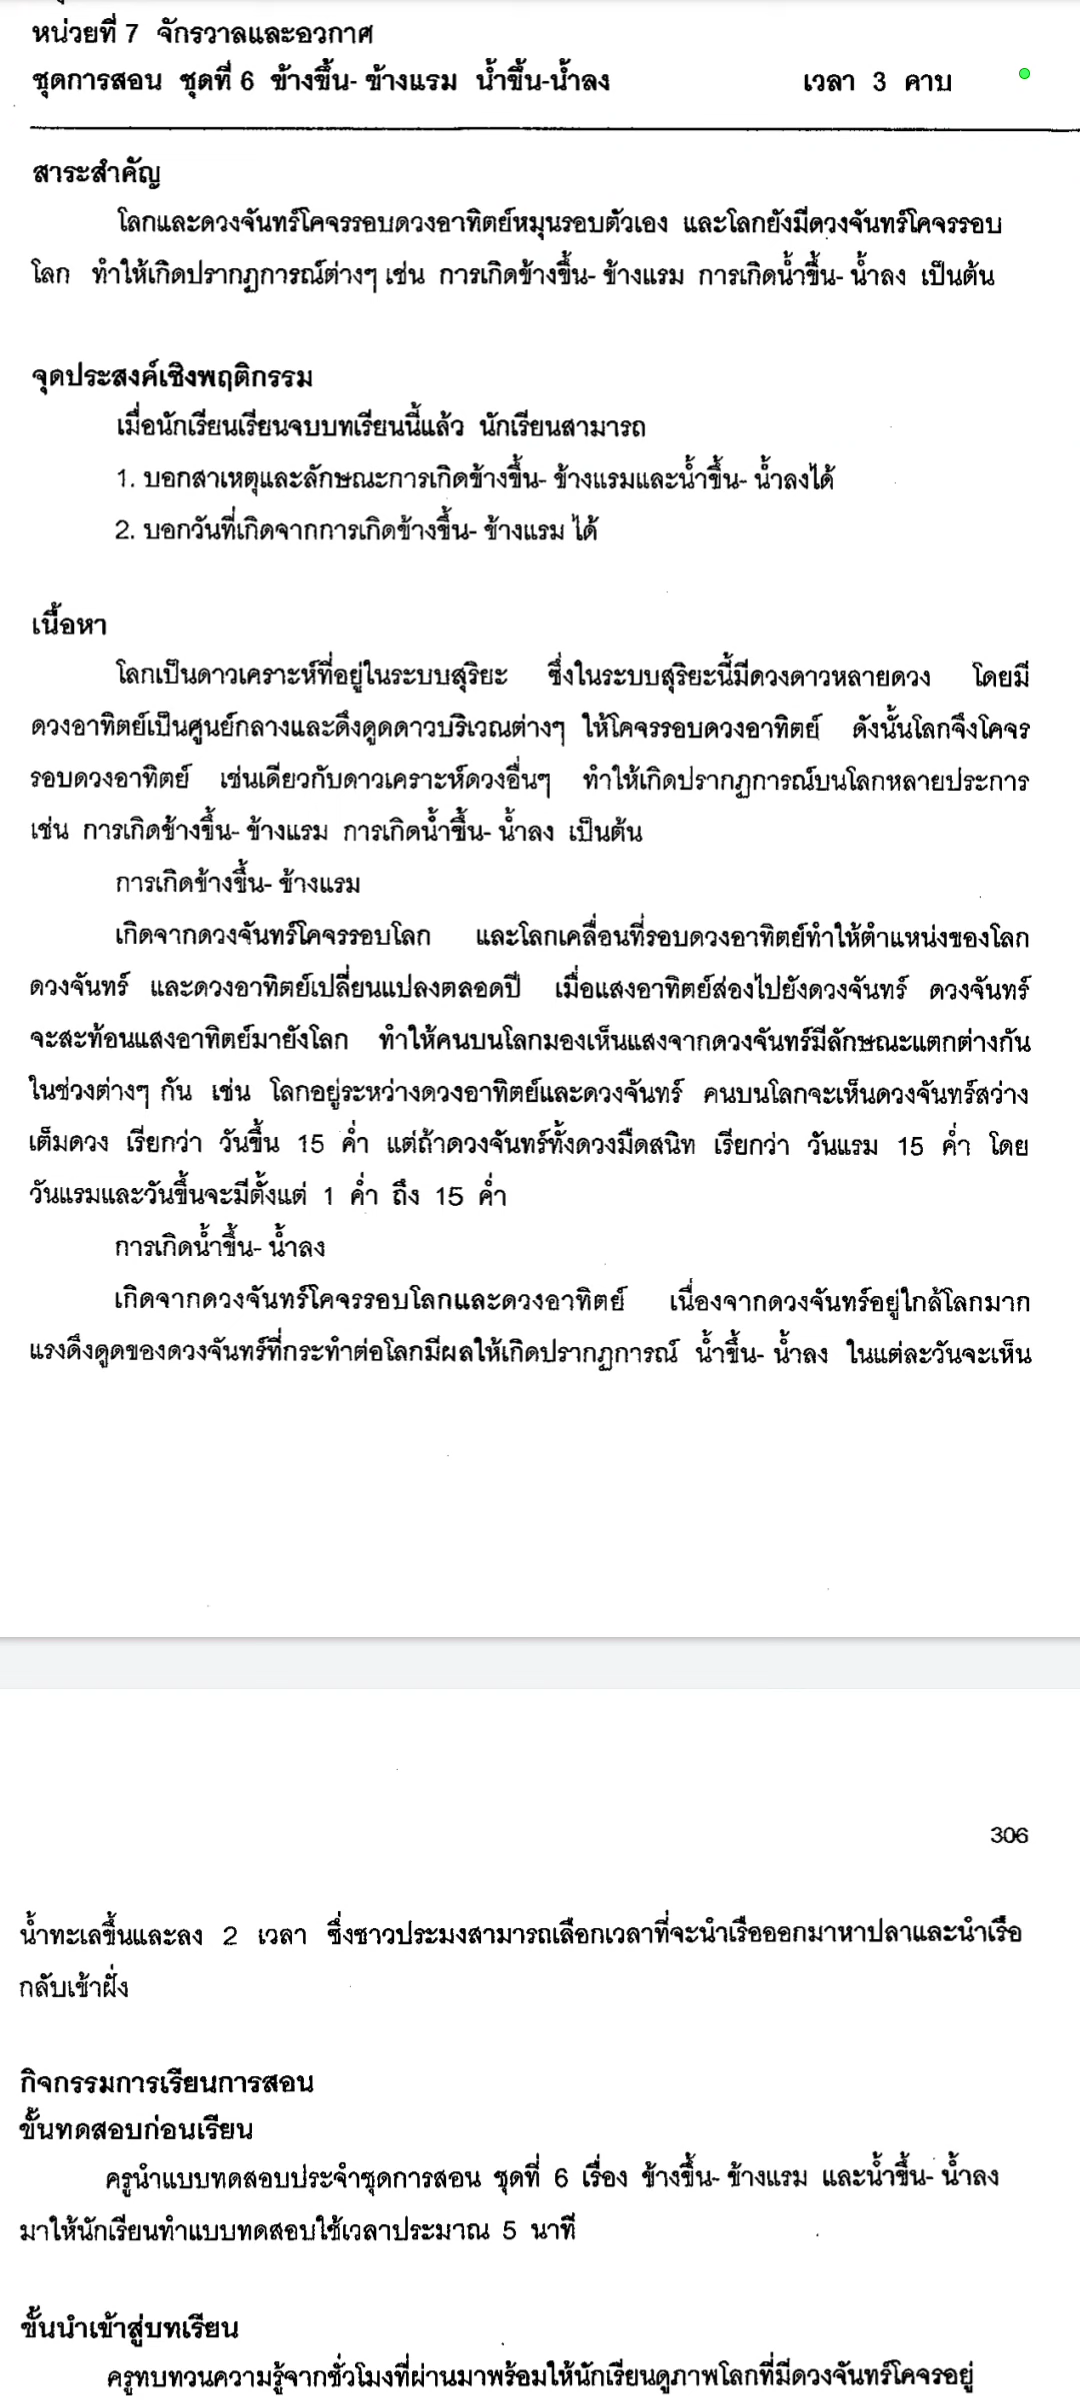 หน่วยที่ 7 จักรวาลและอวกาศ
ชุดการสอน ชุดที่ 6 ข้างขึ้น- ข้างแรม น้ำขึ้น-น้ำลง เวลา 3 คาบ
สาระสำคัญ
โลกและดวงจันทร์โคจรรอบดวงอาทิตย์หมุนรอบตัวเอง และโลกยังมีดวงจันทร์โคจรรอบ
โลก ทำให้เกิดปรากฏการณ์ต่างๆ เช่น การเกิดข้างขึ้น- ข้างแรม การเกิดน้ำขึ้น- น้ำลง เป็นต้น
จุดประสงค์เชิงพฤติกรรม
เมื่อนักเรียนเรียนจบบทเรียนนี้แล้ว นักเรียนสามารถ
1. บอกสาเหตุและลักษณะการเกิดข้างขึ้น- ข้างแรมและน้ำขึ้น- น้ำลงได้
2. บอกวันที่เกิดจากการเกิดข้างขึ้น- ข้างแรม ได้
เนื้อหา
โลกเป็นดาวเคราะห์ที่อยู่ในระบบสุริยะ ซึ่งในระบบสุริยะนี้มีดวงดาวหลายดวง โดยมี
ดวงอาทิตย์เป็นศูนย์กลางและดึงดูดดาวบริเวณต่างๆ ให้โคจรรอบดวงอาทิตย์ ดังนั้นโลกจึงโคจร
รอบดวงอาทิตย์ เช่นเดียวกับดาวเคราะห์ดวงอื่นๆ ทำให้เกิดปรากฏการณ์บนโลกหลายประการ
เช่น การเกิดข้างขึ้น- ข้างแรม การเกิดน้ำขึ้น- น้ำลง เป็นต้น
การเกิดข้างขึ้น- ข้างแรม
เกิดจากดวงจันทร์โคจรรอบโลก และโลกเคลื่อนที่รอบดวงอาทิตย์ทำให้ตำแหน่งของโลก
ดวงจันทร์ และดวงอาทิตย์เปลี่ยนแปลงตลอดปี เมื่อแสงอาทิตย์ส่องไปยังดวงจันทร์ ดวงจันทร์
จะสะท้อนแสงอาทิตย์มายังโลก ทำให้คนบนโลกมองเห็นแสงจากดวงจันทร์มีลักษณะแตกต่างกัน
ในช่วงต่างๆ กัน เช่น โลกอยู่ระหว่างดวงอาทิตย์และดวงจันทร์ คนบนโลกจะเห็นดวงจันทร์สว่าง
เต็มดวง เรียกว่า วันขึ้น 15 ค่ำ แต่ถ้าดวงจันทร์ทั้งดวงมืดสนิท เรียกว่า วันแรม 15 ค่ำ โดย
วันแรมและวันขึ้นจะมีตั้งแต่ 1 ค่ำ ถึง 15 ค่ำ
การเกิดน้ำขึ้น- น้ำลง
เกิดจากดวงจันทร์โคจรรอบโลกและดวงอาทิตย์ เนื่องจากดวงจันทร์อยู่ใกล้โลกมาก
แรงดึงดูดของดวงจันทร์ที่กระทำต่อโลกมีผลให้เกิดปรากฏการณ์ น้ำขึ้น- น้ำลง ในแต่ละวันจะเห็น
306
น้ำทะเลขึ้นและลง 2 เวลา ซึ่งชาวประมงสามารถเลือกเวลาที่จะนำเรือออกมาหาปลาและนำเรือ
กลับเข้าฝั่ง
กิจกรรมการเรียนการสอน
ขั้นทดสอบก่อนเรียน
ครูนำแบบทดสอบประจำชุดการสอน ชุดที่ 6 เรื่อง ข้างขึ้น- ข้างแรม และน้ำขึ้น- น้ำลง
มาให้นักเรียนทำแบบทดสอบใช้เวลาประมาณ 5 นาที
ขั้นนำเข้าสู่บทเรียน
ครูทบทวนความรู้จากชั่วโมงที่ผ่านมาพร้อมให้นักเรียนดูภาพโลกที่มีดวงจันทร์โคจรอยู่